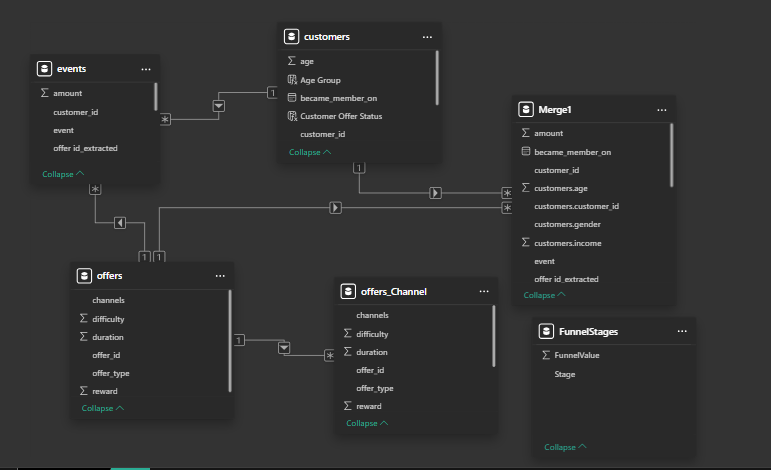 customers
...
age
Age Group
became_member_on
Customer Offer Status
customer_id
Collapse
events
...
amount
customer_id
event
offer id_extracted
Collapse
1
*
*
1
*
*
1
1
Merge1
...
amount
became_member_on
customer_id
customers.age
customers.customer_id
customers.gender
customers.income
event
offer id_extracted
Collapse
offers
...
channels
difficulty
duration
offer_id
offer_type
reward
Collapse
1
*
offers_Channel
...
channels
difficulty
duration
offer_id
offer_type
reward
Collapse
FunnelStages
...
FunnelValue
Stage
Collapse